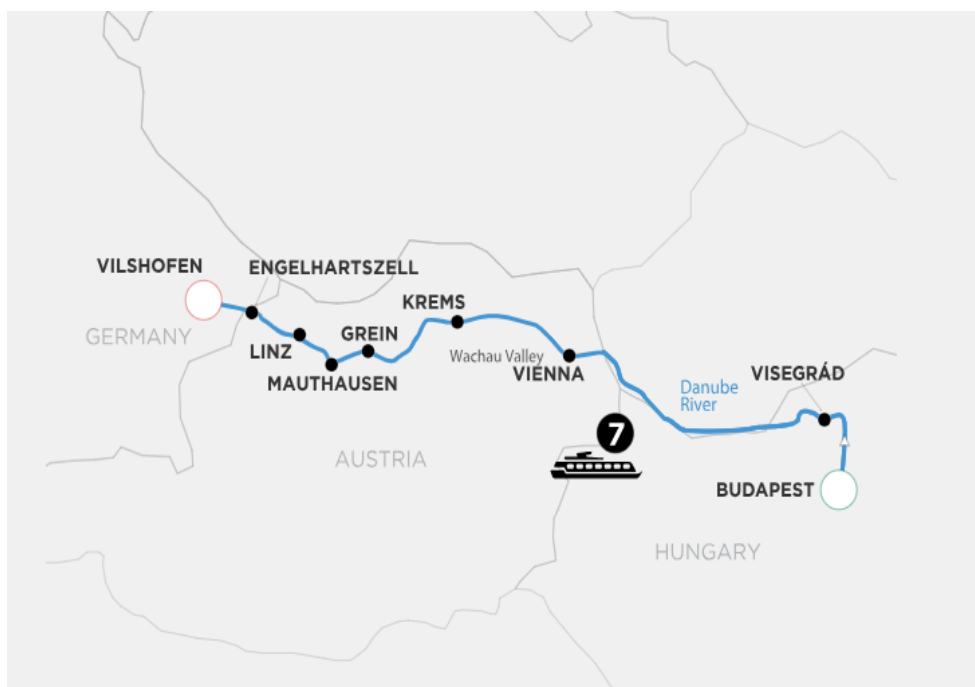 VILSHOFEN
ENGELHARTSZELL
GERMANY
LINZ
MAUTHAUSEN
GREIN
KREMS
Wachau Valley
VIENNA
Danube
River
VISEGRÁD
7
AUSTRIA
BUDAPEST
HUNGARY